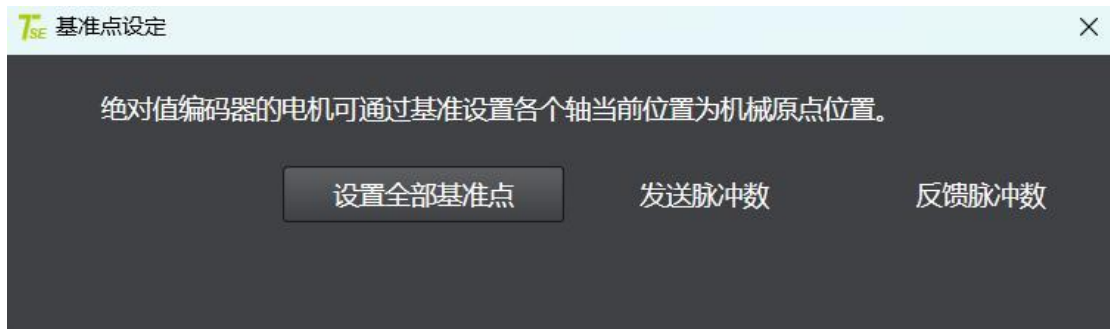 TSE 基准点设定
绝对值编码器的电机可通过基准设置各个轴当前位置为机械原点位置。
设置全部基准点 发送脉冲数 反馈脉冲数